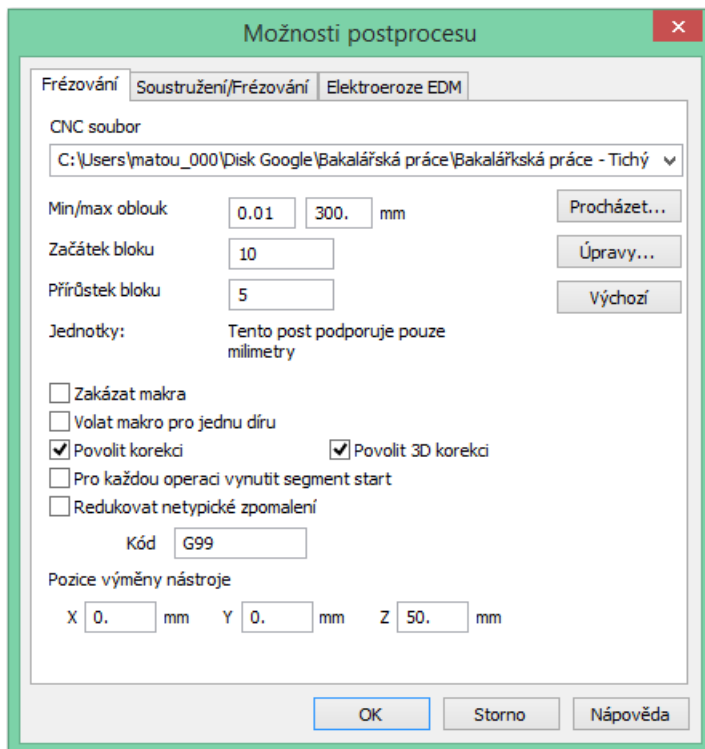 Možnosti postprocesu
Frézování Soustružení/Frézování Elektroeroze EDM
CNC soubor
C:\Users\matou_000\Disk Google\Bakalářská práce\Bakalářkská práce - Tichý
Min/max oblouk 0.01 300. mm Procházet...
Začátek bloku 10 Úpravy...
Přírůstek bloku 5 Výchozí
Jednotky: Tento post podporuje pouze
milimetry
Zakázat makra
Volat makro pro jednu díru
Povolit korekci Povolit 3D korekci
Pro každou operaci vynutit segment start
Redukovat netypické zpomalení
Kód G99
Pozice výměny nástroje
X 0. mm Y 0. mm Z 50. mm
OK Storno Nápověda